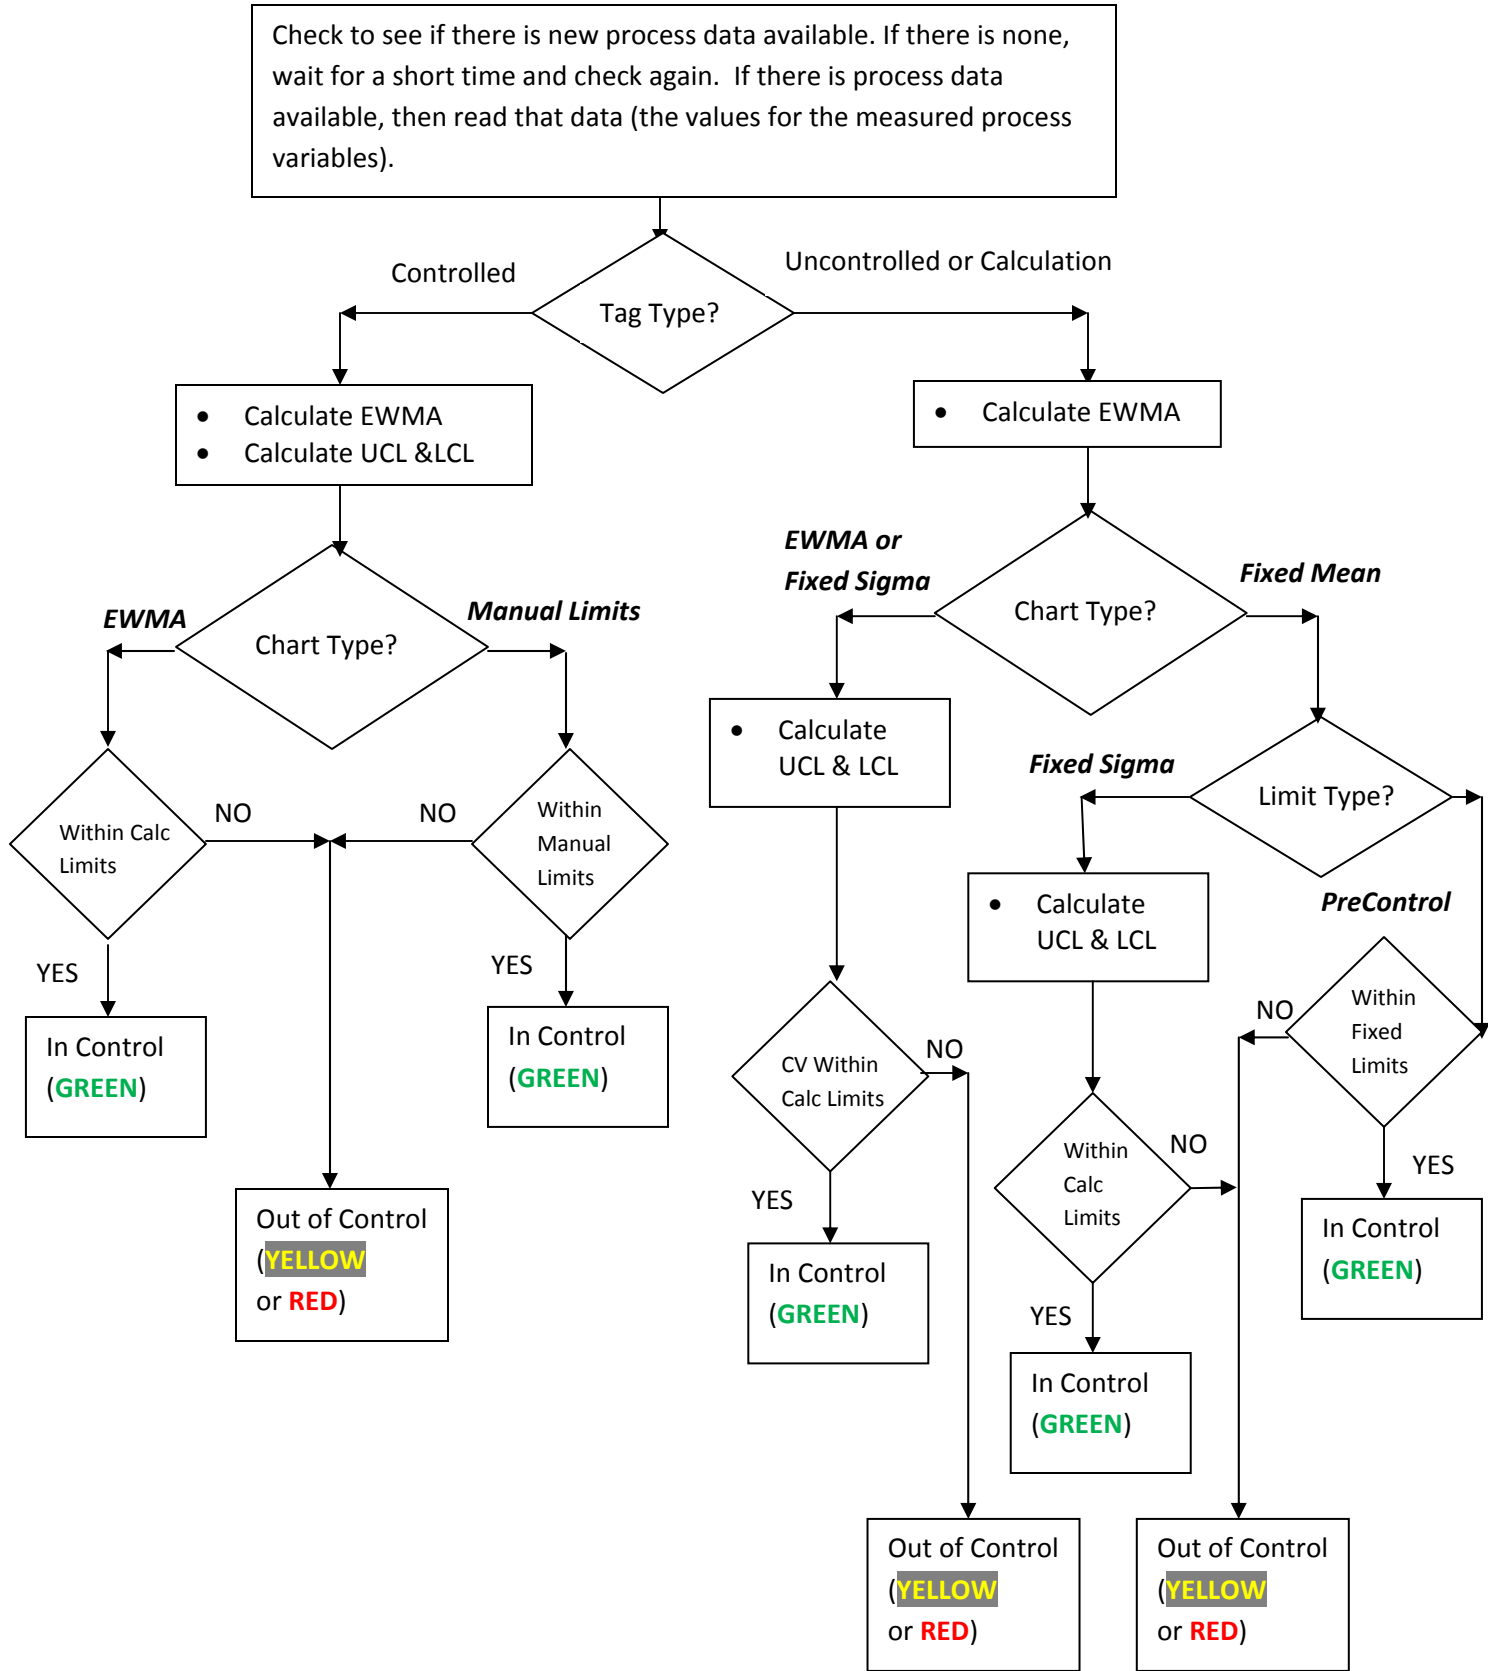 Check to see if there is new process data available. If there is none,
wait for a short time and check again.  If there is process data
available, then read that data (the values for the measured process
variables).
Controlled
Uncontrolled or Calculation
Tag Type?
• Calculate EWMA
• Calculate UCL &LCL
• Calculate EWMA
EWMA or
Fixed Sigma
Fixed Mean
Chart Type?
EWMA
Manual Limits
Chart Type?
• Calculate
UCL & LCL
Fixed Sigma
Limit Type?
PreControl
Within Calc
Limits
NO
NO
Within
Manual
Limits
• Calculate
UCL & LCL
YES
YES
In Control
(GREEN)
In Control
(GREEN)
Out of Control
(YELLOW
or RED)
CV Within
Calc Limits
NO
YES
In Control
(GREEN)
Within
Fixed
Limits
NO
YES
In Control
(GREEN)
Within
Calc
Limits
NO
YES
In Control
(GREEN)
Out of Control
(YELLOW
or RED)
Out of Control
(YELLOW
or RED)